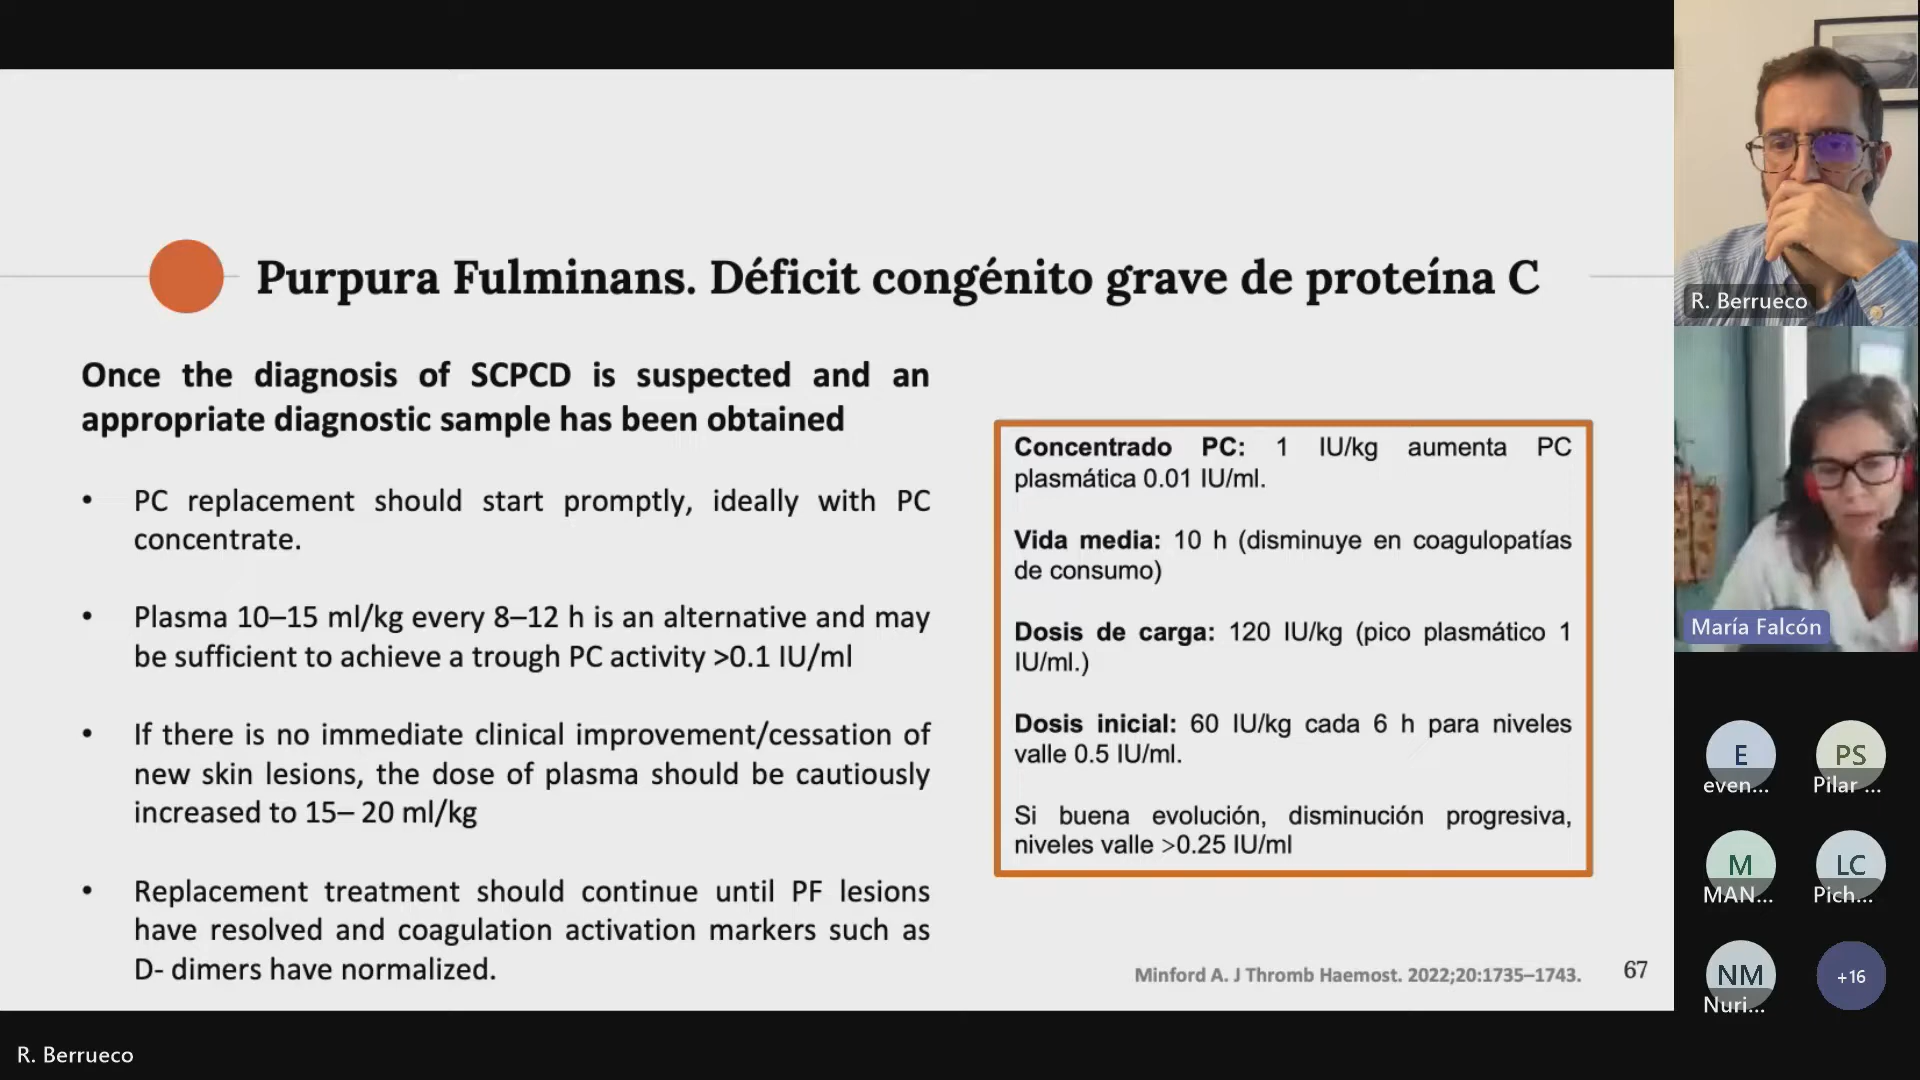 Purpura Fulminans. Déficit congénito grave de proteína C
Once the diagnosis of SCPCD is suspected and an
appropriate diagnostic sample has been obtained
• PC replacement should start promptly, ideally with PC
concentrate.
• Plasma 10–15 ml/kg every 8–12 h is an alternative and may
be sufficient to achieve a trough PC activity >0.1 IU/ml
• If there is no immediate clinical improvement/cessation of
new skin lesions, the dose of plasma should be cautiously
increased to 15– 20 ml/kg
• Replacement treatment should continue until PF lesions
have resolved and coagulation activation markers such as
D- dimers have normalized.
Concentrado PC: 1 IU/kg aumenta PC
plasmática 0.01 IU/ml.
Vida media: 10 h (disminuye en coagulopatías
de consumo)
Dosis de carga: 120 IU/kg (pico plasmático 1
IU/ml.)
Dosis inicial: 60 IU/kg cada 6 h para niveles
valle 0.5 IU/ml.
Si buena evolución, disminución progresiva,
niveles valle >0.25 IU/ml
Minford A. J Thromb Haemost. 2022;20:1735–1743.
67
R. Berrueco
María Falcón
E
even...
PS
Pilar ...
M
MAN...
LC
Pich...
NM
Nuri...
+16
R. Berrueco